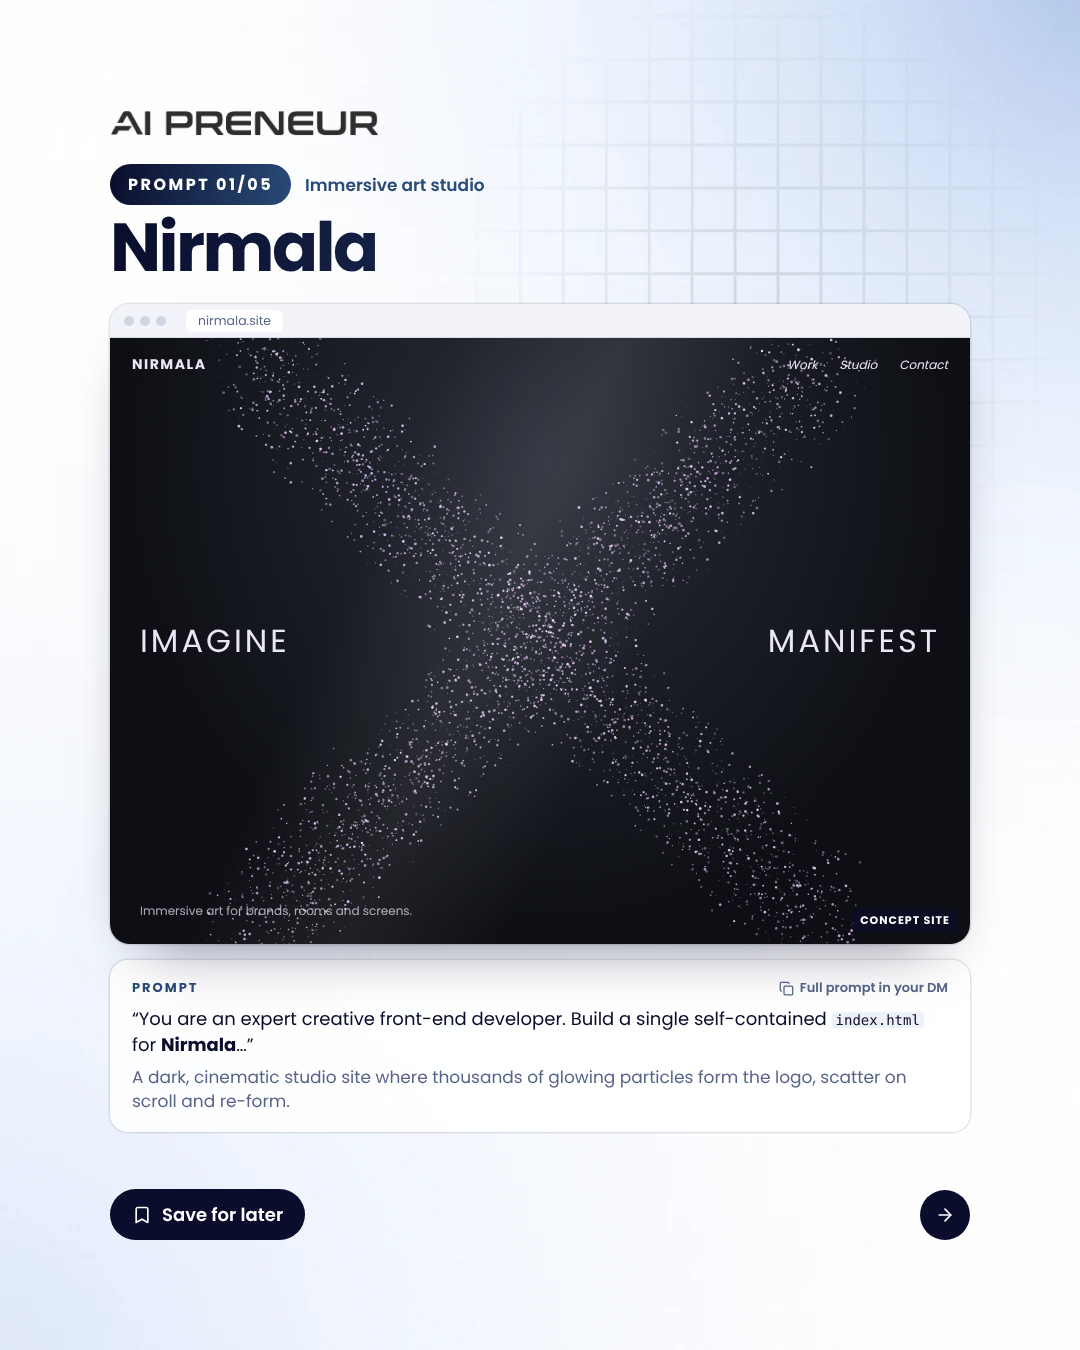 AI PRENEUR
PROMPT 01/05 Immersive art studio
Nirmala
nirmala.site
NIRMALA Work Studio Contact
IMAGINE MANIFEST
Immersive art for brands, rooms and screens.
CONCEPT SITE
PROMPT Full prompt in your DM
“You are an expert creative front-end developer. Build a single self-contained index.html
for Nirmala...”
A dark, cinematic studio site where thousands of glowing particles form the logo, scatter on
scroll and re-form.
Save for later